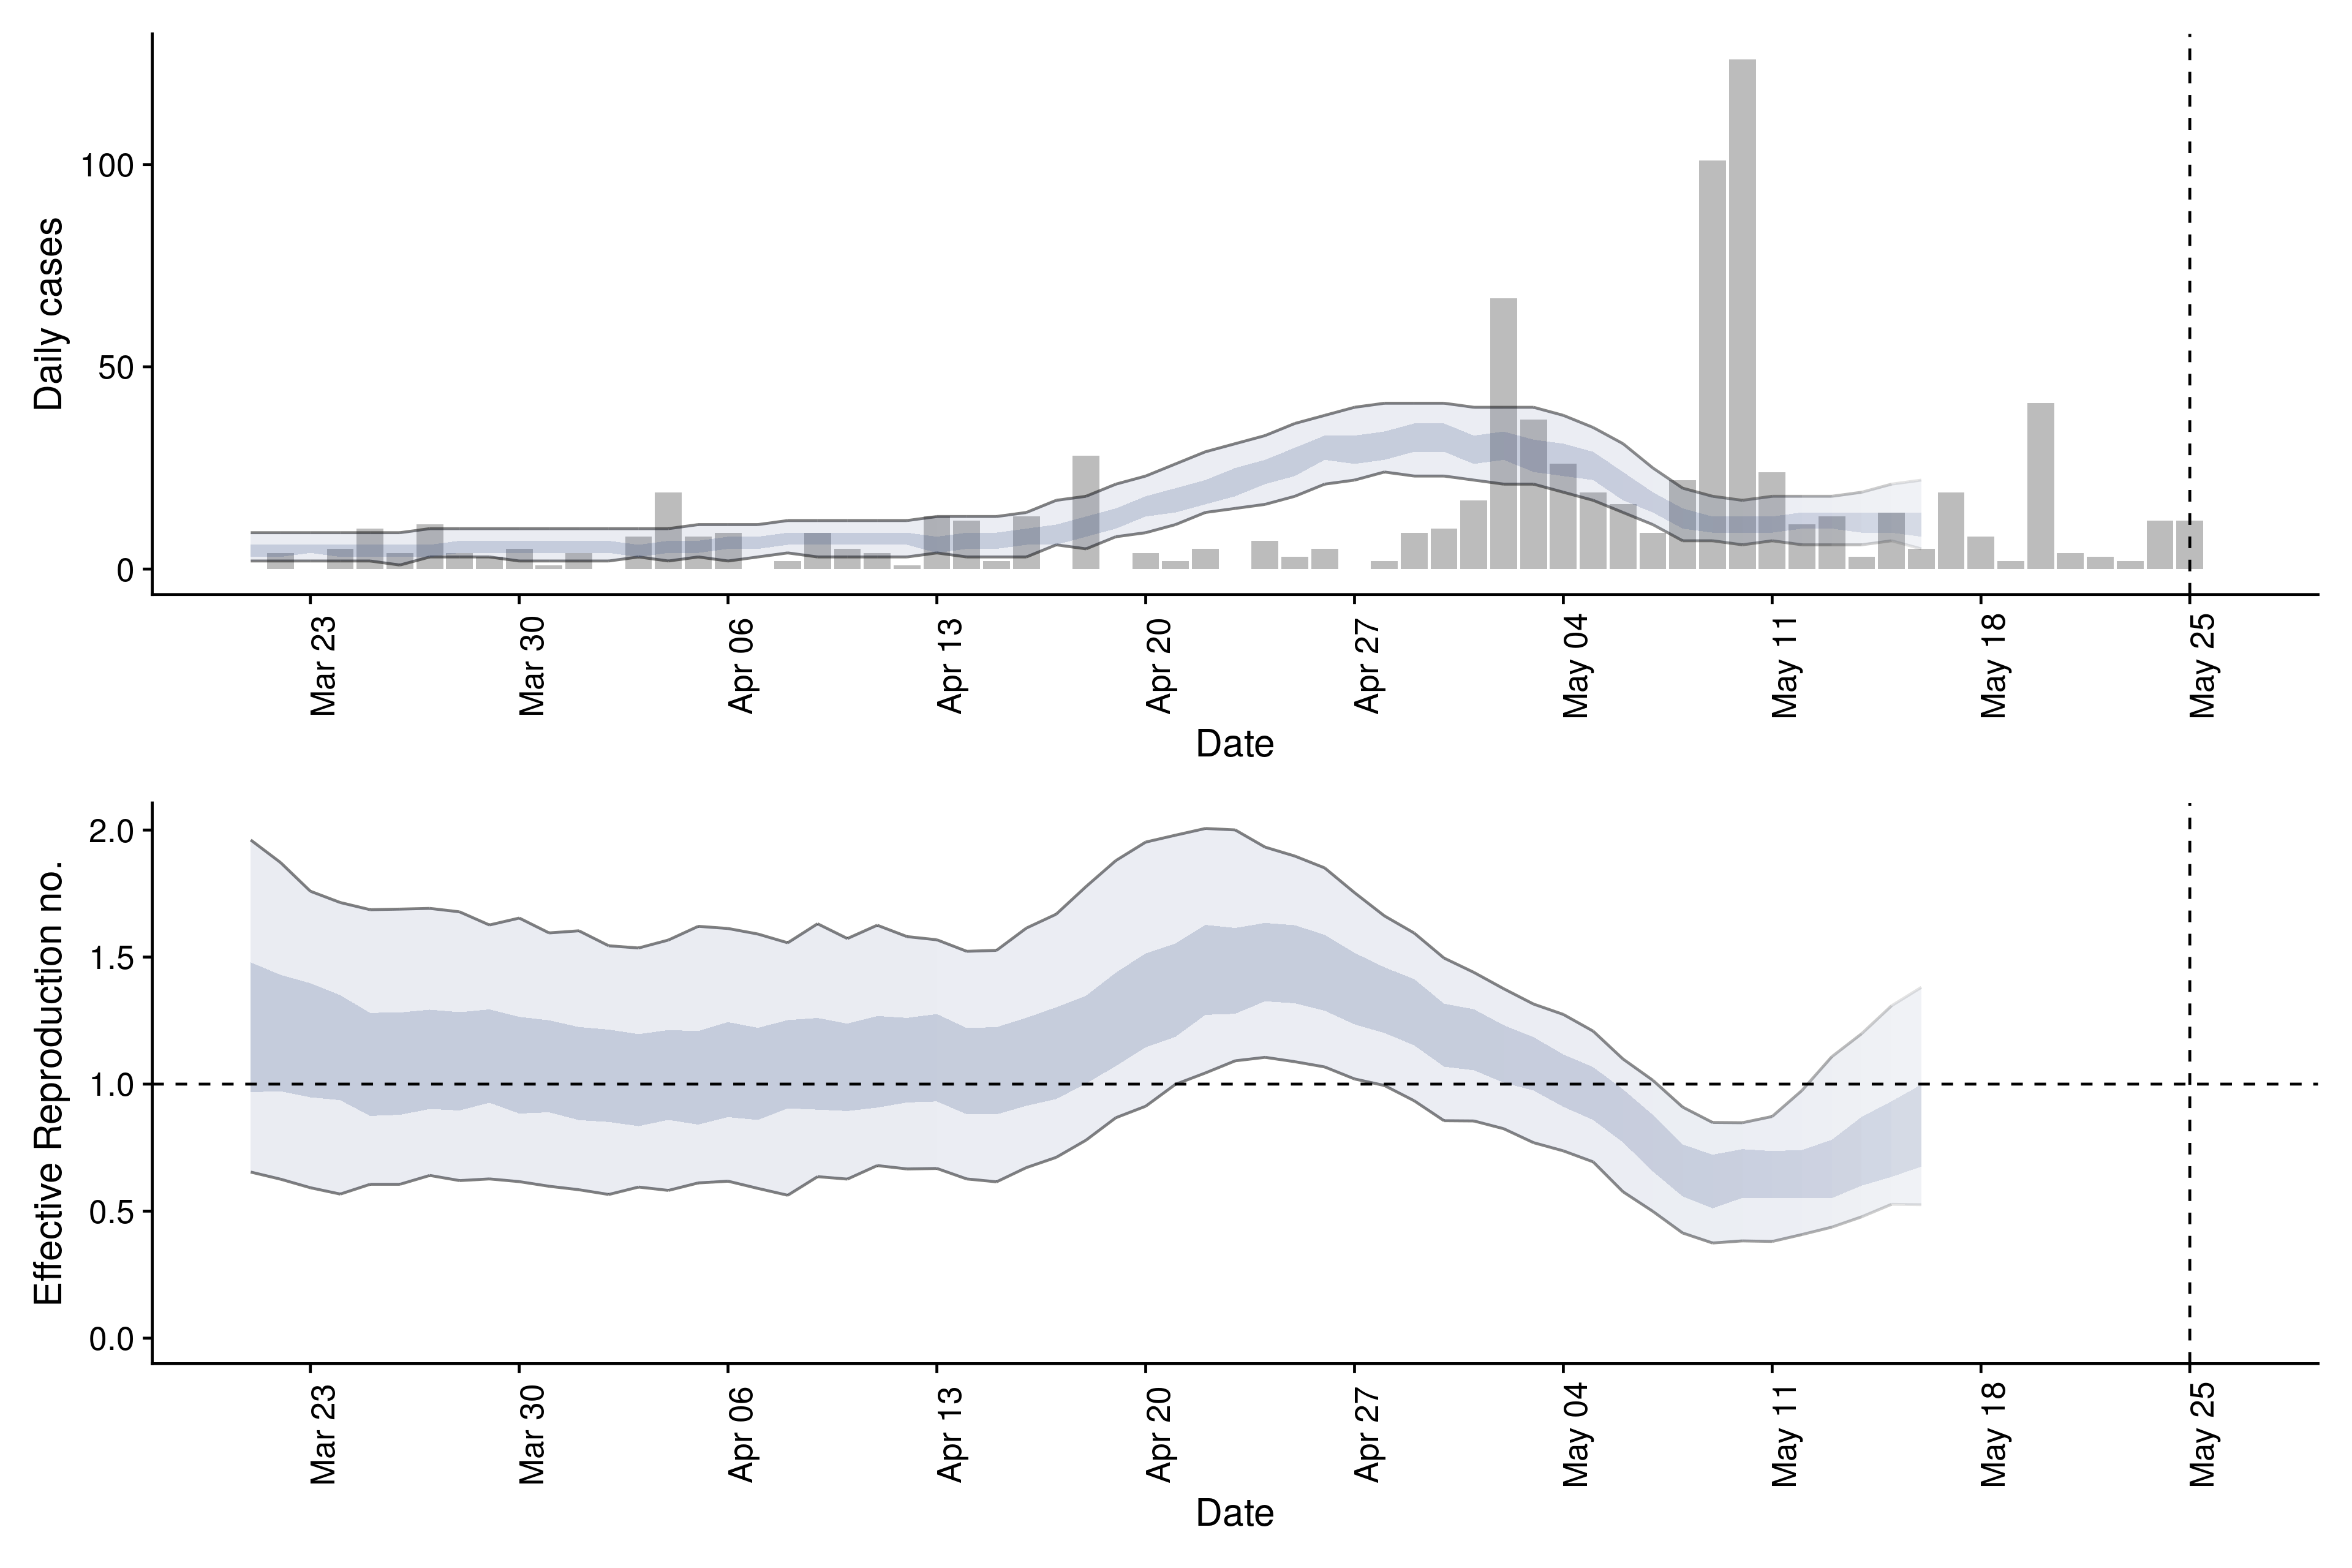 Daily cases
100
50
0
Mar 23
Mar 30
Apr 06
Apr 13
Apr 20
Apr 27
May 04
May 11
May 18
May 25
Date
Effective Reproduction no.
2.0
1.5
1.0
0.5
0.0
Mar 23
Mar 30
Apr 06
Apr 13
Apr 20
Apr 27
May 04
May 11
May 18
May 25
Date